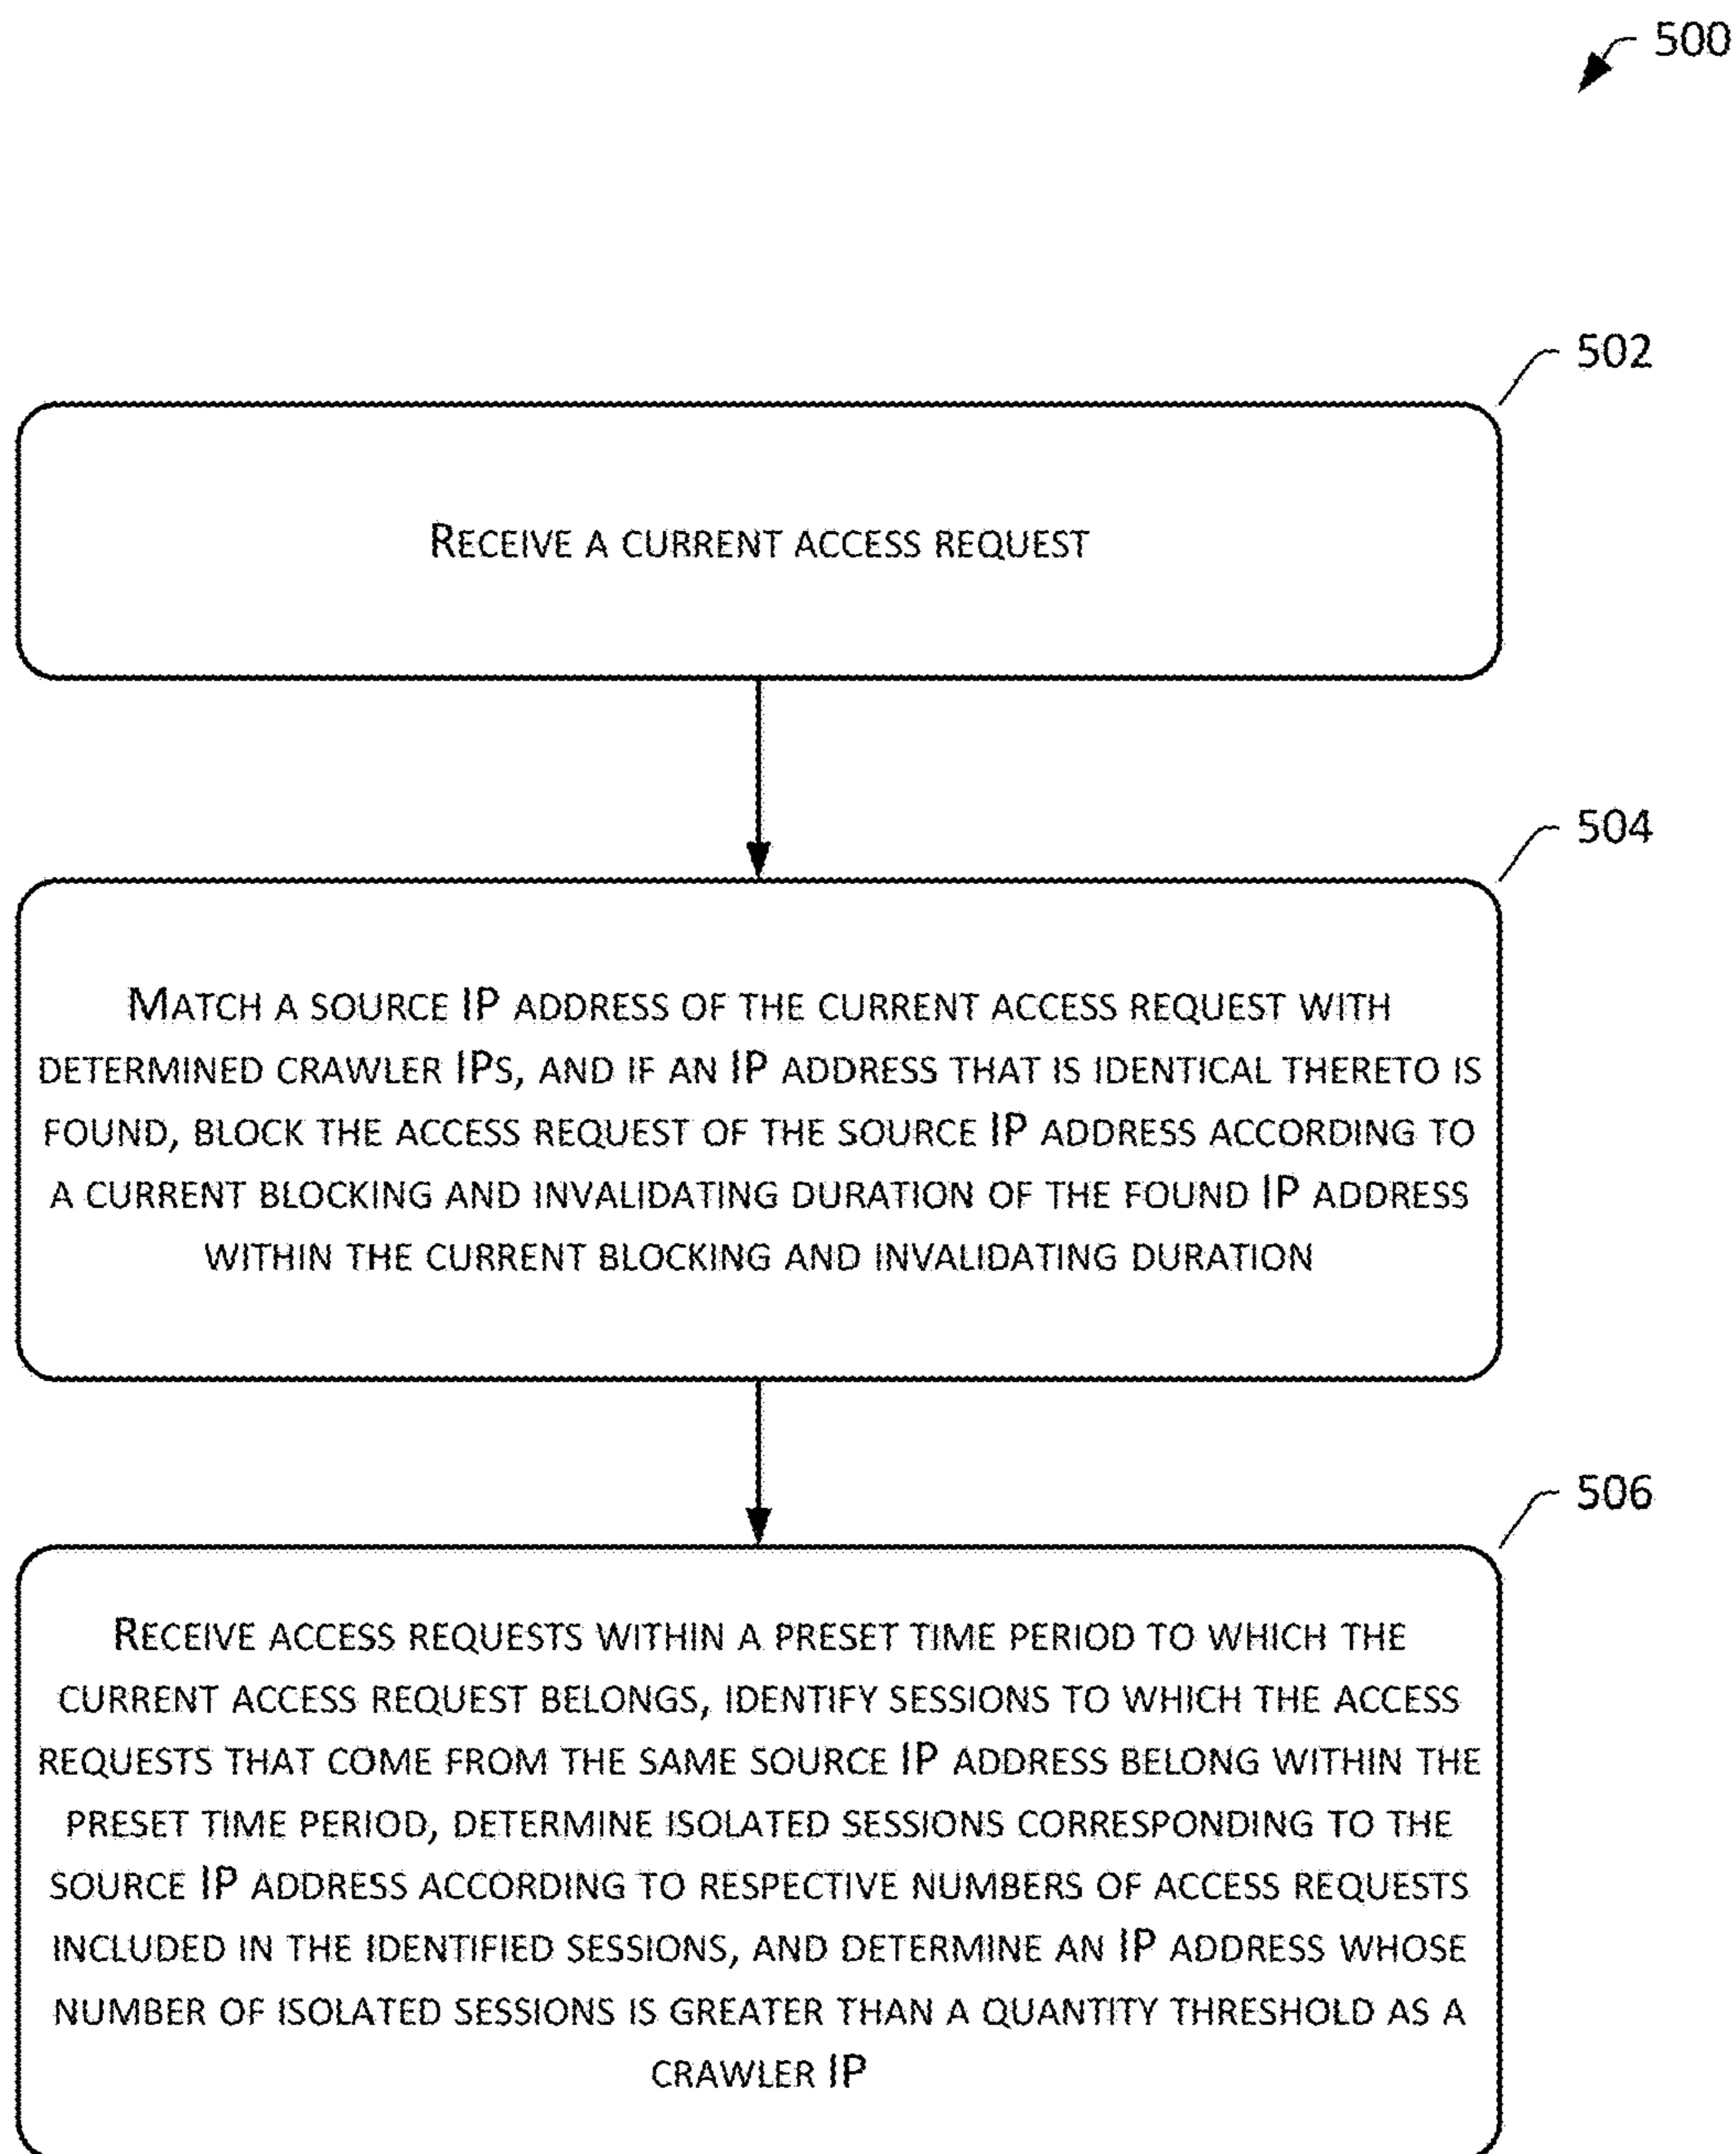 500
502
RECEIVE A CURRENT ACCESS REQUEST
504
MATCH A SOURCE IP ADDRESS OF THE CURRENT ACCESS REQUEST WITH
DETERMINED CRAWLER IPS, AND IF AN IP ADDRESS THAT IS IDENTICAL THERETO IS
FOUND, BLOCK THE ACCESS REQUEST OF THE SOURCE IP ADDRESS ACCORDING TO
A CURRENT BLOCKING AND INVALIDATING DURATION OF THE FOUND IP ADDRESS
WITHIN THE CURRENT BLOCKING AND INVALIDATING DURATION
506
RECEIVE ACCESS REQUESTS WITHIN A PRESET TIME PERIOD TO WHICH THE
CURRENT ACCESS REQUEST BELONGS, IDENTIFY SESSIONS TO WHICH THE ACCESS
REQUESTS THAT COME FROM THE SAME SOURCE IP ADDRESS BELONG WITHIN THE
PRESET TIME PERIOD, DETERMINE ISOLATED SESSIONS CORRESPONDING TO THE
SOURCE IP ADDRESS ACCORDING TO RESPECTIVE NUMBERS OF ACCESS REQUESTS
INCLUDED IN THE IDENTIFIED SESSIONS, AND DETERMINE AN IP ADDRESS WHOSE
NUMBER OF ISOLATED SESSIONS IS GREATER THAN A QUANTITY THRESHOLD AS A
CRAWLER IP